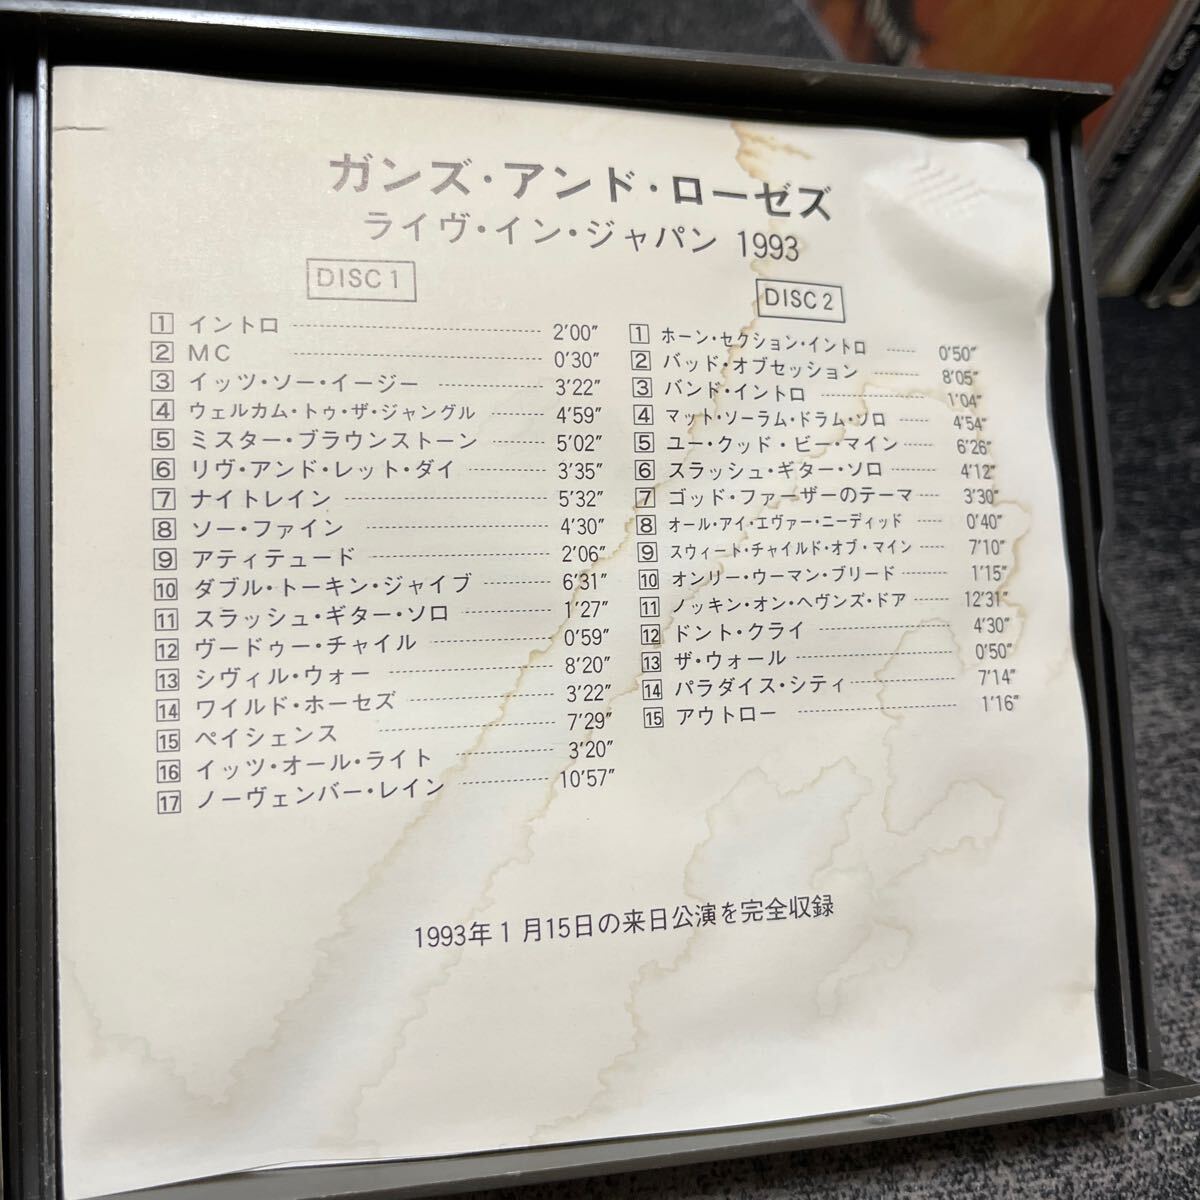 ガンズ・アンド・ローゼズ
ライヴ・イン・ジャパン 1993
DISC 1
1 イントロ 2'00"
2 MC 0'30"
3 イッツ・ソー・イージー 3'22"
4 ウェルカム・トゥ・ザ・ジャングル 4'59"
5 ミスター・ブラウンストーン 5'02"
6 リヴ・アンド・レット・ダイ 3'35"
7 ナイトレイン 5'32"
8 ソー・ファイン 4'30"
9 アティテュード 2'06"
10 ダブル・トーキン・ジャイブ 6'31"
11 スラッシュ・ギター・ソロ 1'27"
12 ヴードゥー・チャイル 0'59"
13 シヴィル・ウォー 8'20"
14 ワイルド・ホーセズ 3'22"
15 ペイシェンス 7'29"
16 イッツ・オール・ライト 3'20"
17 ノーヴェンバー・レイン 10'57"
DISC 2
1 ホーン・セクション・イントロ 0'50"
2 バッド・オブセッション 8'05"
3 バンド・イントロ 1'04"
4 マット・ソーラム・ドラム・ソロ 4'54"
5 ユー・クッド・ビー・マイン 6'26"
6 スラッシュ・ギター・ソロ 4'12"
7 ゴッド・ファーザーのテーマ 3'30"
8 オール・アイ・エヴァー・ニーディッド 0'40"
9 スウィート・チャイルド・オブ・マイン 7'10"
10 オンリー・ウーマン・ブリード 1'15"
11 ノッキン・オン・ヘヴンズ・ドア 12'31"
12 ドント・クライ 4'30"
13 ザ・ウォール 0'50"
14 パラダイス・シティ 7'14"
15 アウトロー 1'16"
1993年1月15日の来日公演を完全収録